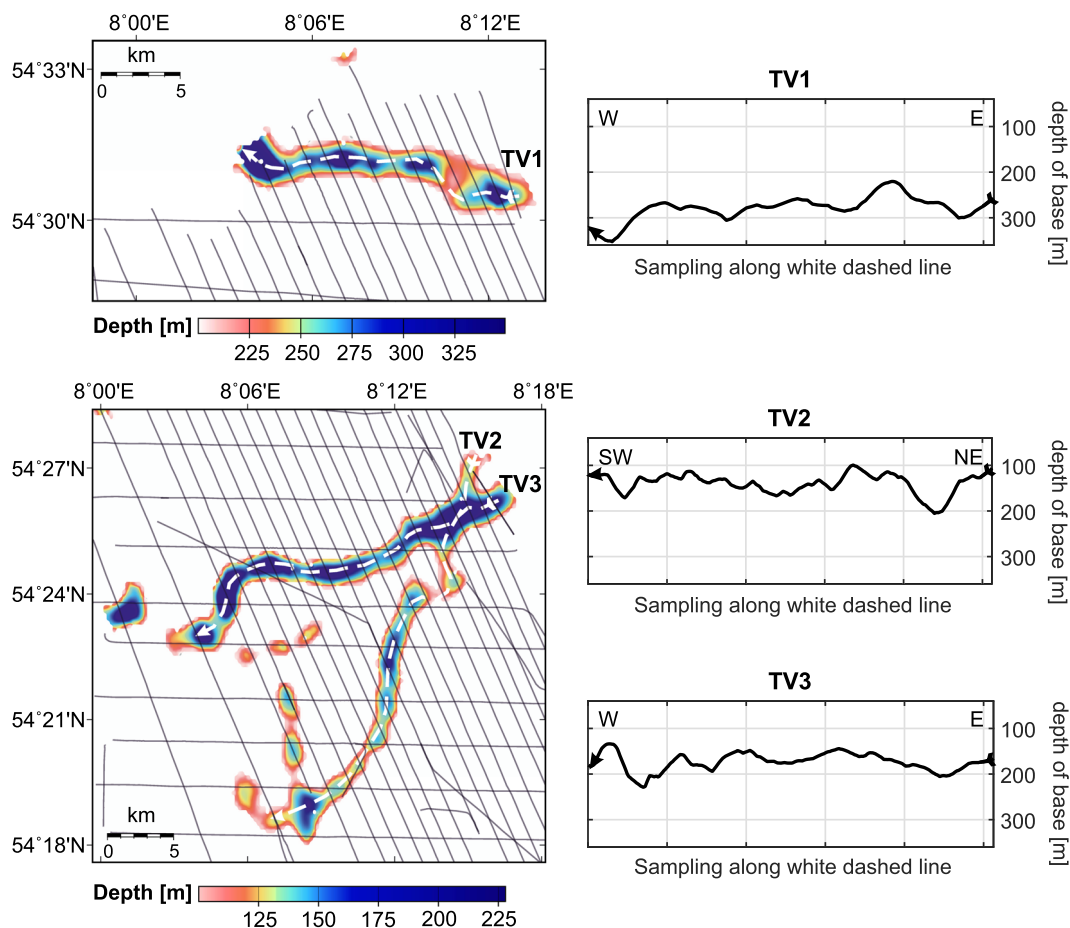 8°00'E 8°06'E 8°12'E
km
0 5
54°33'N
54°30'N
TV1
Depth [m]
225 250 275 300 325
TV1
W E
100
200
300
depth of base [m]
Sampling along white dashed line
8°00'E 8°06'E 8°12'E 8°18'E
TV2
TV3
54°27'N
54°24'N
54°21'N
54°18'N
km
0 5
Depth [m]
125 150 175 200 225
TV2
SW NE
100
200
300
depth of base [m]
Sampling along white dashed line
TV3
W E
100
200
300
depth of base [m]
Sampling along white dashed line